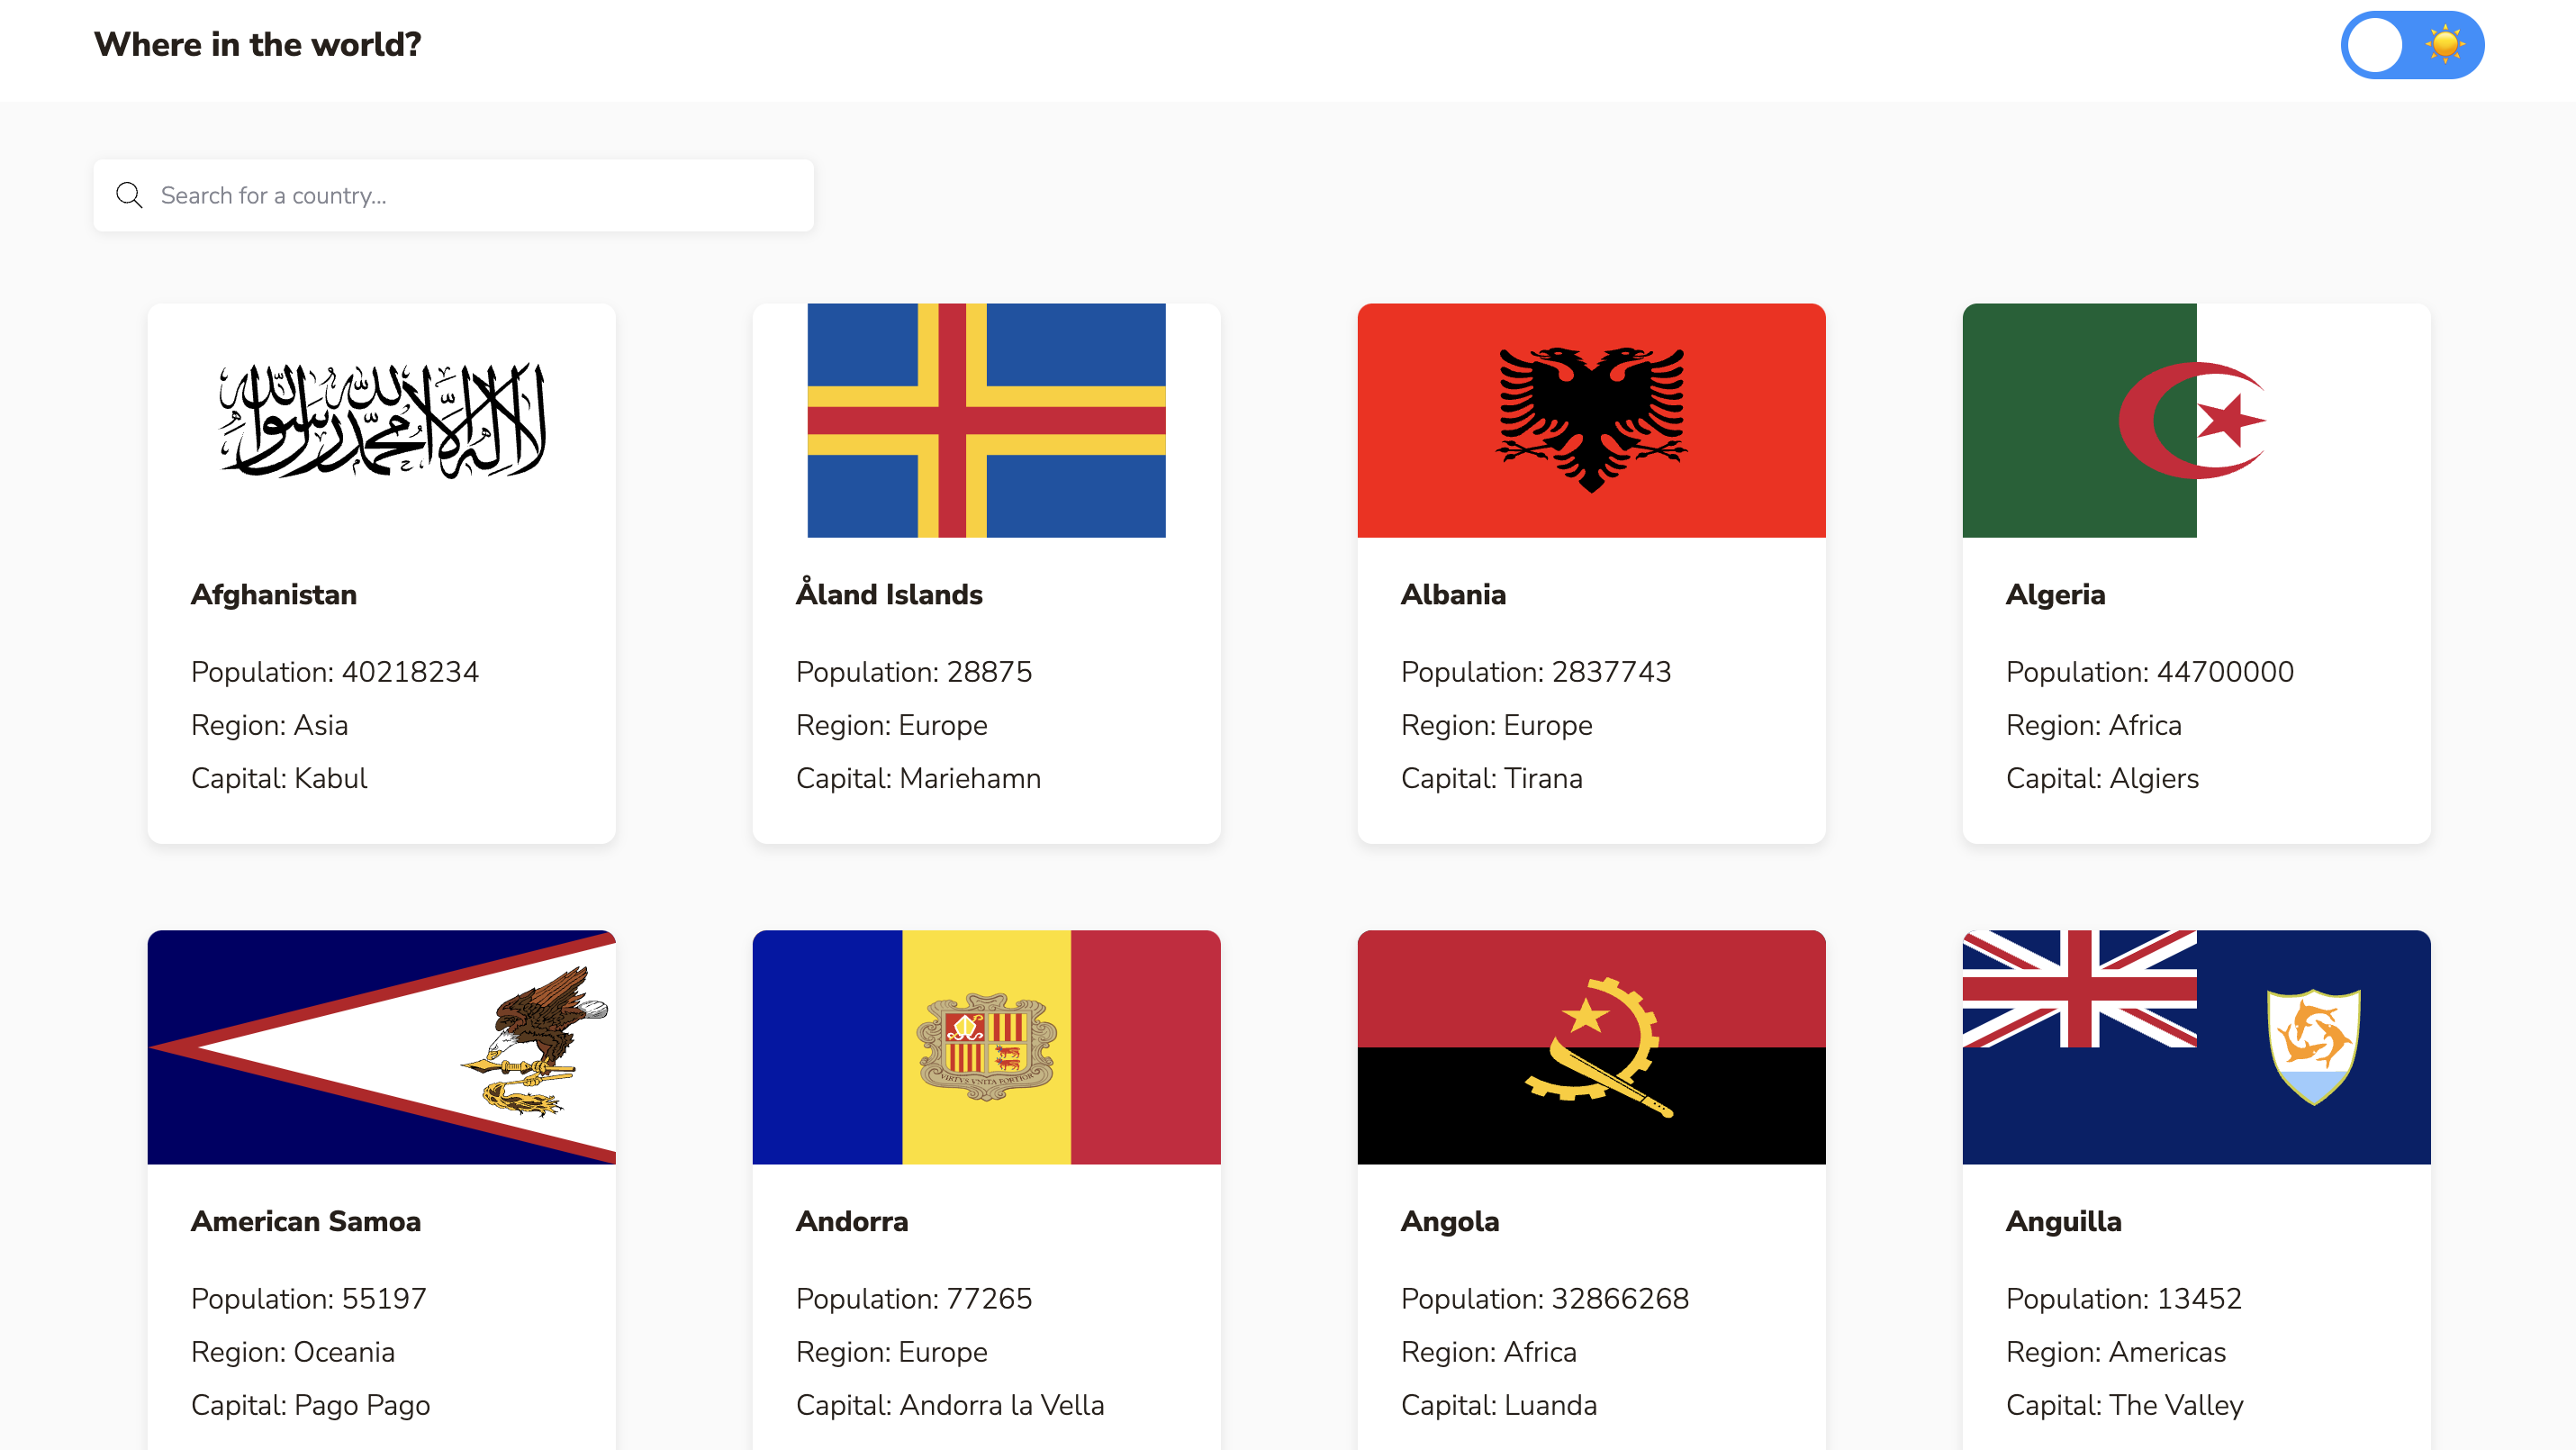 Where in the world?
Search for a country...
لا إله إلا الله محمد رسول الله
Afghanistan
Population: 40218234
Region: Asia
Capital: Kabul
Åland Islands
Population: 28875
Region: Europe
Capital: Mariehamn
Albania
Population: 2837743
Region: Europe
Capital: Tirana
Algeria
Population: 44700000
Region: Africa
Capital: Algiers
American Samoa
Population: 55197
Region: Oceania
Capital: Pago Pago
VIRTVS VNITA FORTIOR
Andorra
Population: 77265
Region: Europe
Capital: Andorra la Vella
Angola
Population: 32866268
Region: Africa
Capital: Luanda
Anguilla
Population: 13452
Region: Americas
Capital: The Valley